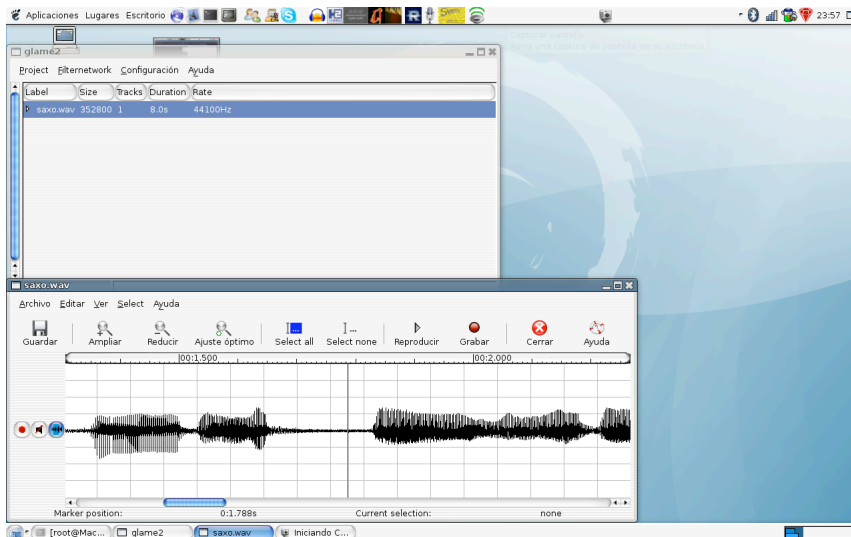 Aplicaciones Lugares Escritorio 23:57
Capturar pantalla
glame2
Project Filternetwork Configuración Ayuda
Label Size Tracks Duration Rate
saxo.wav 352800 1 8.0s 44100Hz
saxo.wav
Archivo Editar Ver Select Ayuda
Guardar Ampliar Reducir Ajuste óptimo Select all Select none Reproducir Grabar Cerrar Ayuda
00:1.500 00:2.000
Marker position: 0:1.788s Current selection: none
[root@Mac... glame2 saxo.wav Iniciando C...